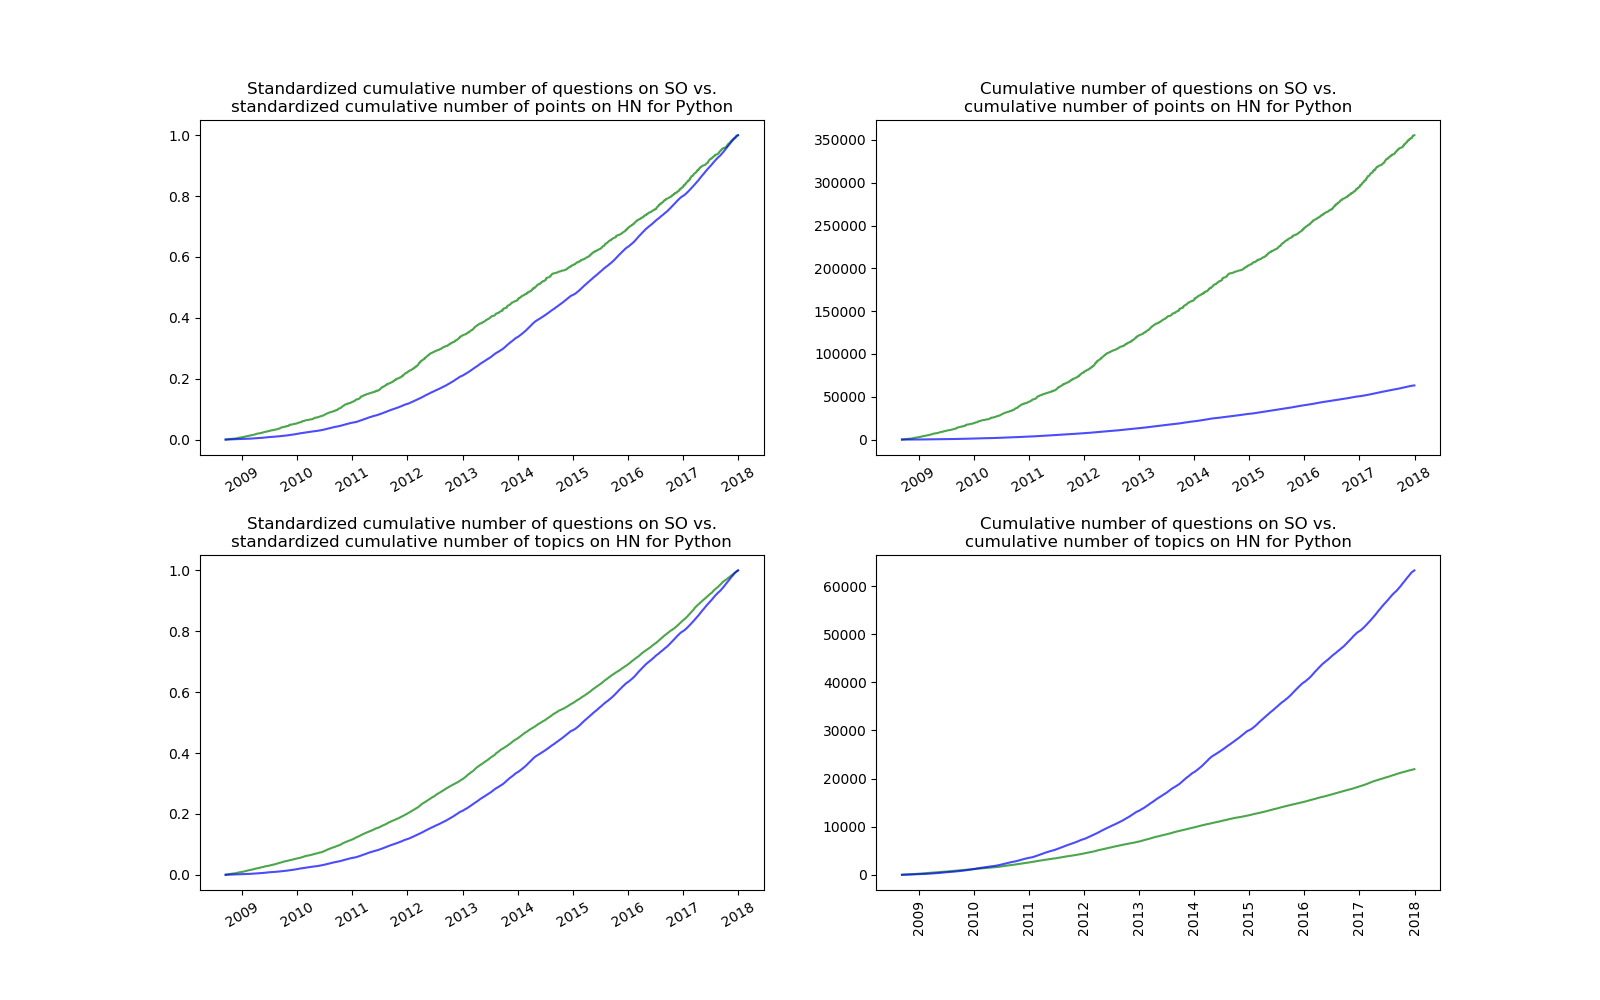 Standardized cumulative number of questions on SO vs.
standardized cumulative number of points on HN for Python
1.0
0.8
0.6
0.4
0.2
0.0
2009 2010 2011 2012 2013 2014 2015 2016 2017 2018
Cumulative number of questions on SO vs.
cumulative number of points on HN for Python
350000
300000
250000
200000
150000
100000
50000
0
2009 2010 2011 2012 2013 2014 2015 2016 2017 2018
Standardized cumulative number of questions on SO vs.
standardized cumulative number of topics on HN for Python
1.0
0.8
0.6
0.4
0.2
0.0
2009 2010 2011 2012 2013 2014 2015 2016 2017 2018
Cumulative number of questions on SO vs.
cumulative number of topics on HN for Python
60000
50000
40000
30000
20000
10000
0
2009 2010 2011 2012 2013 2014 2015 2016 2017 2018